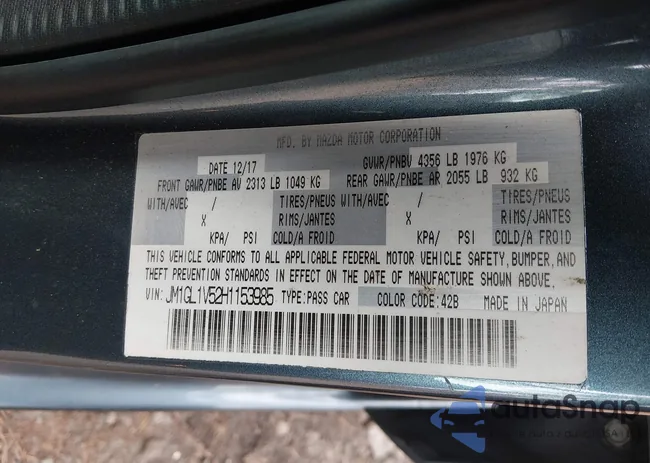 MFD. BY MAZDA MOTOR CORPORATION
DATE 12/17 GVWR/PNBV 4356 LB 1976 KG
FRONT GAWR/PNBE AV 2313 LB 1049 KG REAR GAWR/PNBE AR 2055 LB 932 KG
WITH/AVEC / TIRES/PNEUS WITH/AVEC / TIRES/PNEUS
X RIMS/JANTES X RIMS/JANTES
KPA/ PSI COLD/A FROID KPA/ PSI COLD/A FROID
THIS VEHICLE CONFORMS TO ALL APPLICABLE FEDERAL MOTOR VEHICLE SAFETY, BUMPER, AND
THEFT PREVENTION STANDARDS IN EFFECT ON THE DATE OF MANUFACTURE SHOWN ABOVE.
VIN: JM1GL1V52H1153985 TYPE:PASS CAR COLOR CODE:42B MADE IN JAPAN
autoSnap